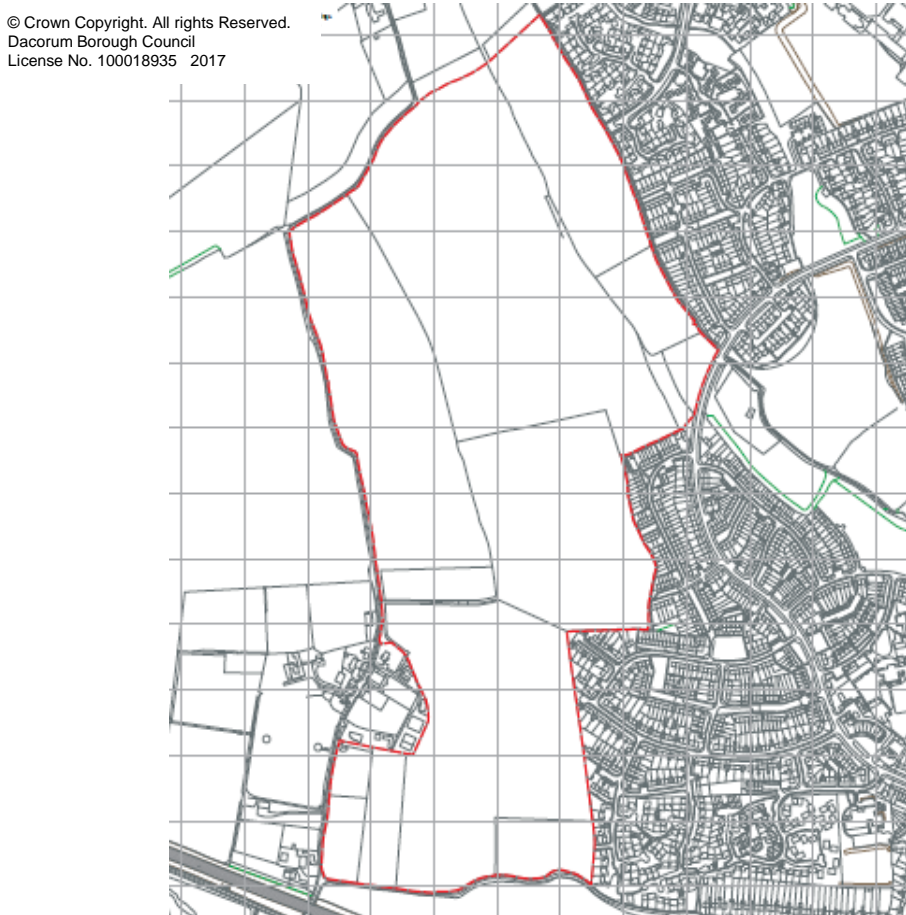 © Crown Copyright. All rights Reserved.
Dacorum Borough Council
License No. 100018935 2017